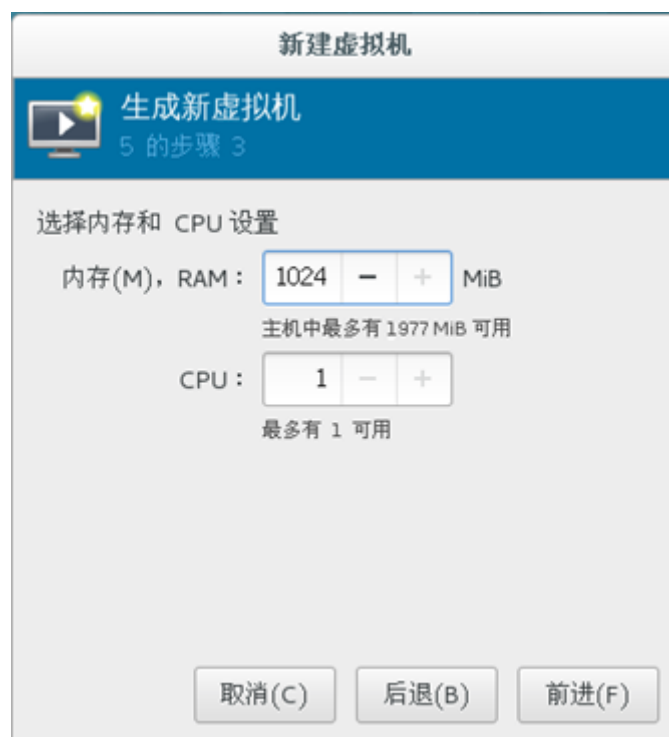 新建虚拟机
生成新虚拟机
5 的步骤 3
选择内存和 CPU 设置
内存(M)，RAM： 1024 － + MiB
主机中最多有 1977 MiB 可用
CPU： 1 － +
最多有 1 可用
取消(C) 后退(B) 前进(F)